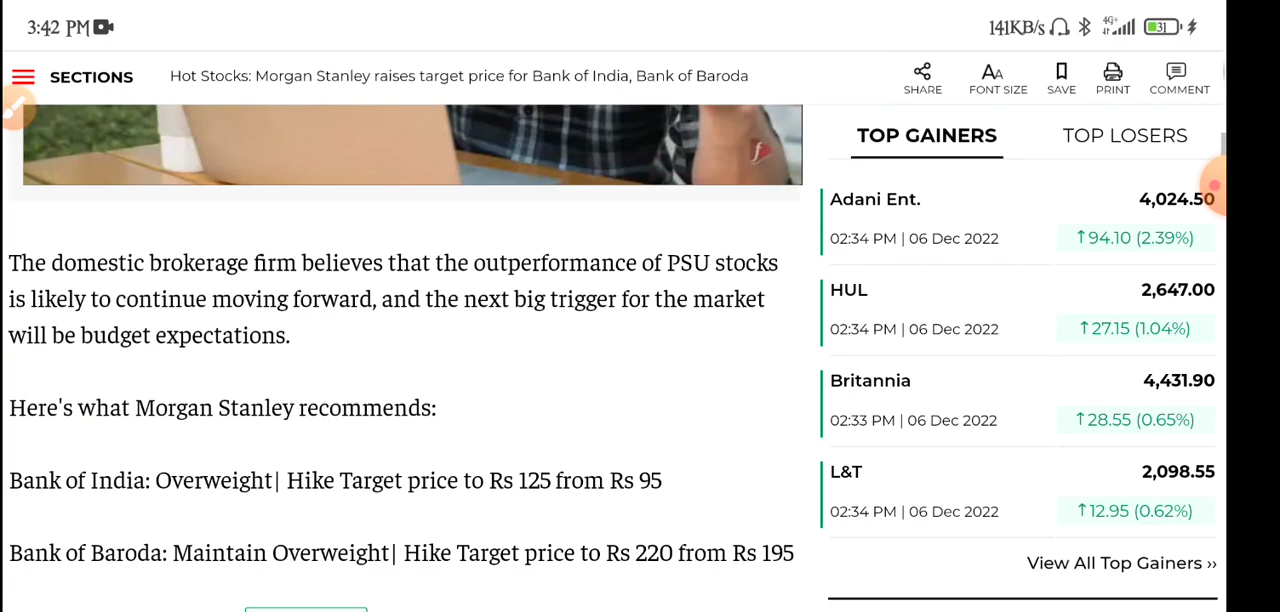 3:42 PM
141KB/s 4G+ 31
SECTIONS
Hot Stocks: Morgan Stanley raises target price for Bank of India, Bank of Baroda
SHARE
FONT SIZE
SAVE
PRINT
COMMENT
The domestic brokerage firm believes that the outperformance of PSU stocks
is likely to continue moving forward, and the next big trigger for the market
will be budget expectations.
Here's what Morgan Stanley recommends:
Bank of India: Overweight| Hike Target price to Rs 125 from Rs 95
Bank of Baroda: Maintain Overweight| Hike Target price to Rs 220 from Rs 195
TOP GAINERS
TOP LOSERS
Adani Ent. 4,024.50
02:34 PM | 06 Dec 2022 ↑94.10 (2.39%)
HUL 2,647.00
02:34 PM | 06 Dec 2022 ↑27.15 (1.04%)
Britannia 4,431.90
02:33 PM | 06 Dec 2022 ↑28.55 (0.65%)
L&T 2,098.55
02:34 PM | 06 Dec 2022 ↑12.95 (0.62%)
View All Top Gainers ››